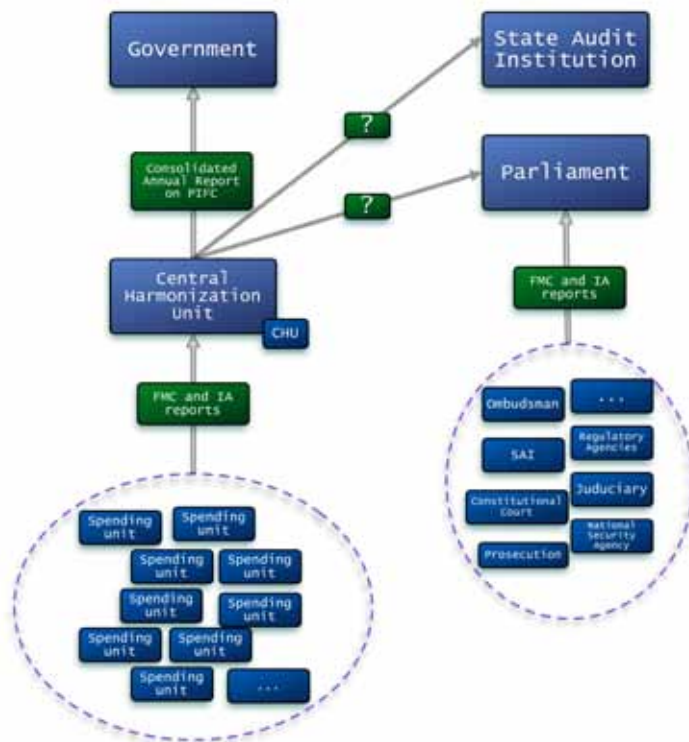 Government
State Audit
Institution
?
Consolidated
Annual Report
on PIFC
Parliament
?
Central
Harmonization
Unit
CHU
FMC and IA
reports
FMC and IA
reports
Ombudsman
...
SAI
Regulatory
Agencies
Constitutional
Court
Juduciary
Prosecution
National
Security
Agency
Spending
unit
Spending
unit
Spending
unit
Spending
unit
Spending
unit
Spending
unit
Spending
unit
Spending
unit
Spending
unit
...